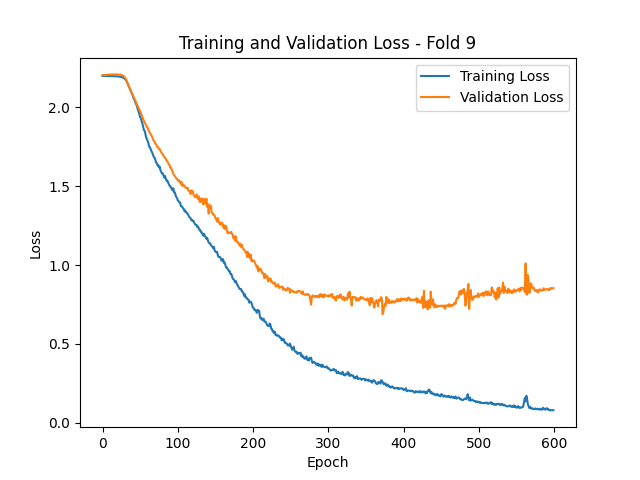 Training and Validation Loss - Fold 9
Training Loss
Validation Loss
Loss
2.0
1.5
1.0
0.5
0.0
0 100 200 300 400 500 600
Epoch